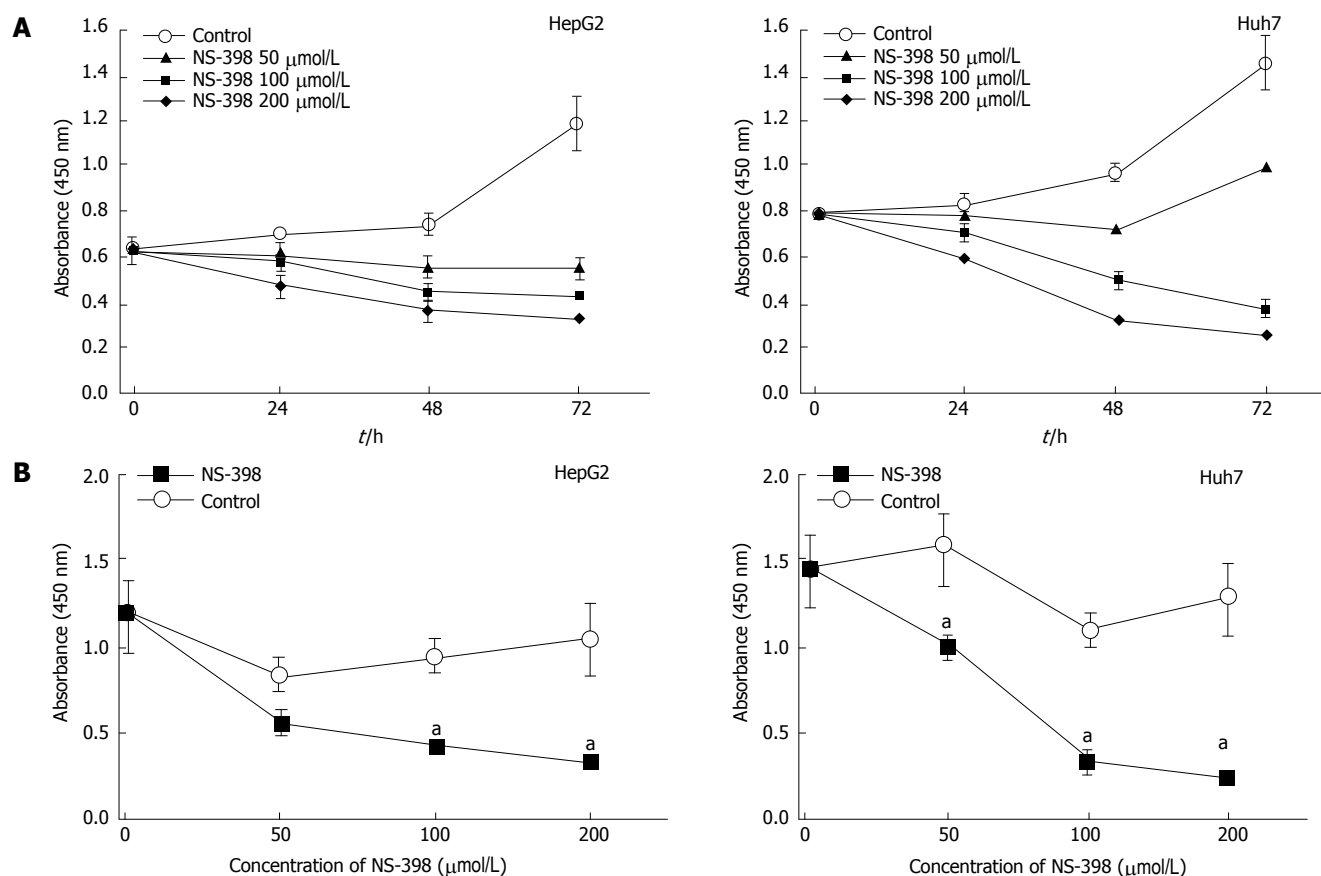 A
HepG2
Control
NS-398 50 μmol/L
NS-398 100 μmol/L
NS-398 200 μmol/L
Absorbance (450 nm)
1.6
1.4
1.2
1.0
0.8
0.6
0.4
0.2
0.0
0 24 48 72
t/h
Huh7
Control
NS-398 50 μmol/L
NS-398 100 μmol/L
NS-398 200 μmol/L
Absorbance (450 nm)
1.6
1.4
1.2
1.0
0.8
0.6
0.4
0.2
0.0
0 24 48 72
t/h
B
HepG2
NS-398
Control
Absorbance (450 nm)
2.0
1.5
1.0
0.5
0.0
a a
0 50 100 200
Concentration of NS-398 (μmol/L)
Huh7
NS-398
Control
Absorbance (450 nm)
2.0
1.5
1.0
0.5
0.0
a
a a
0 50 100 200
Concentration of NS-398 (μmol/L)